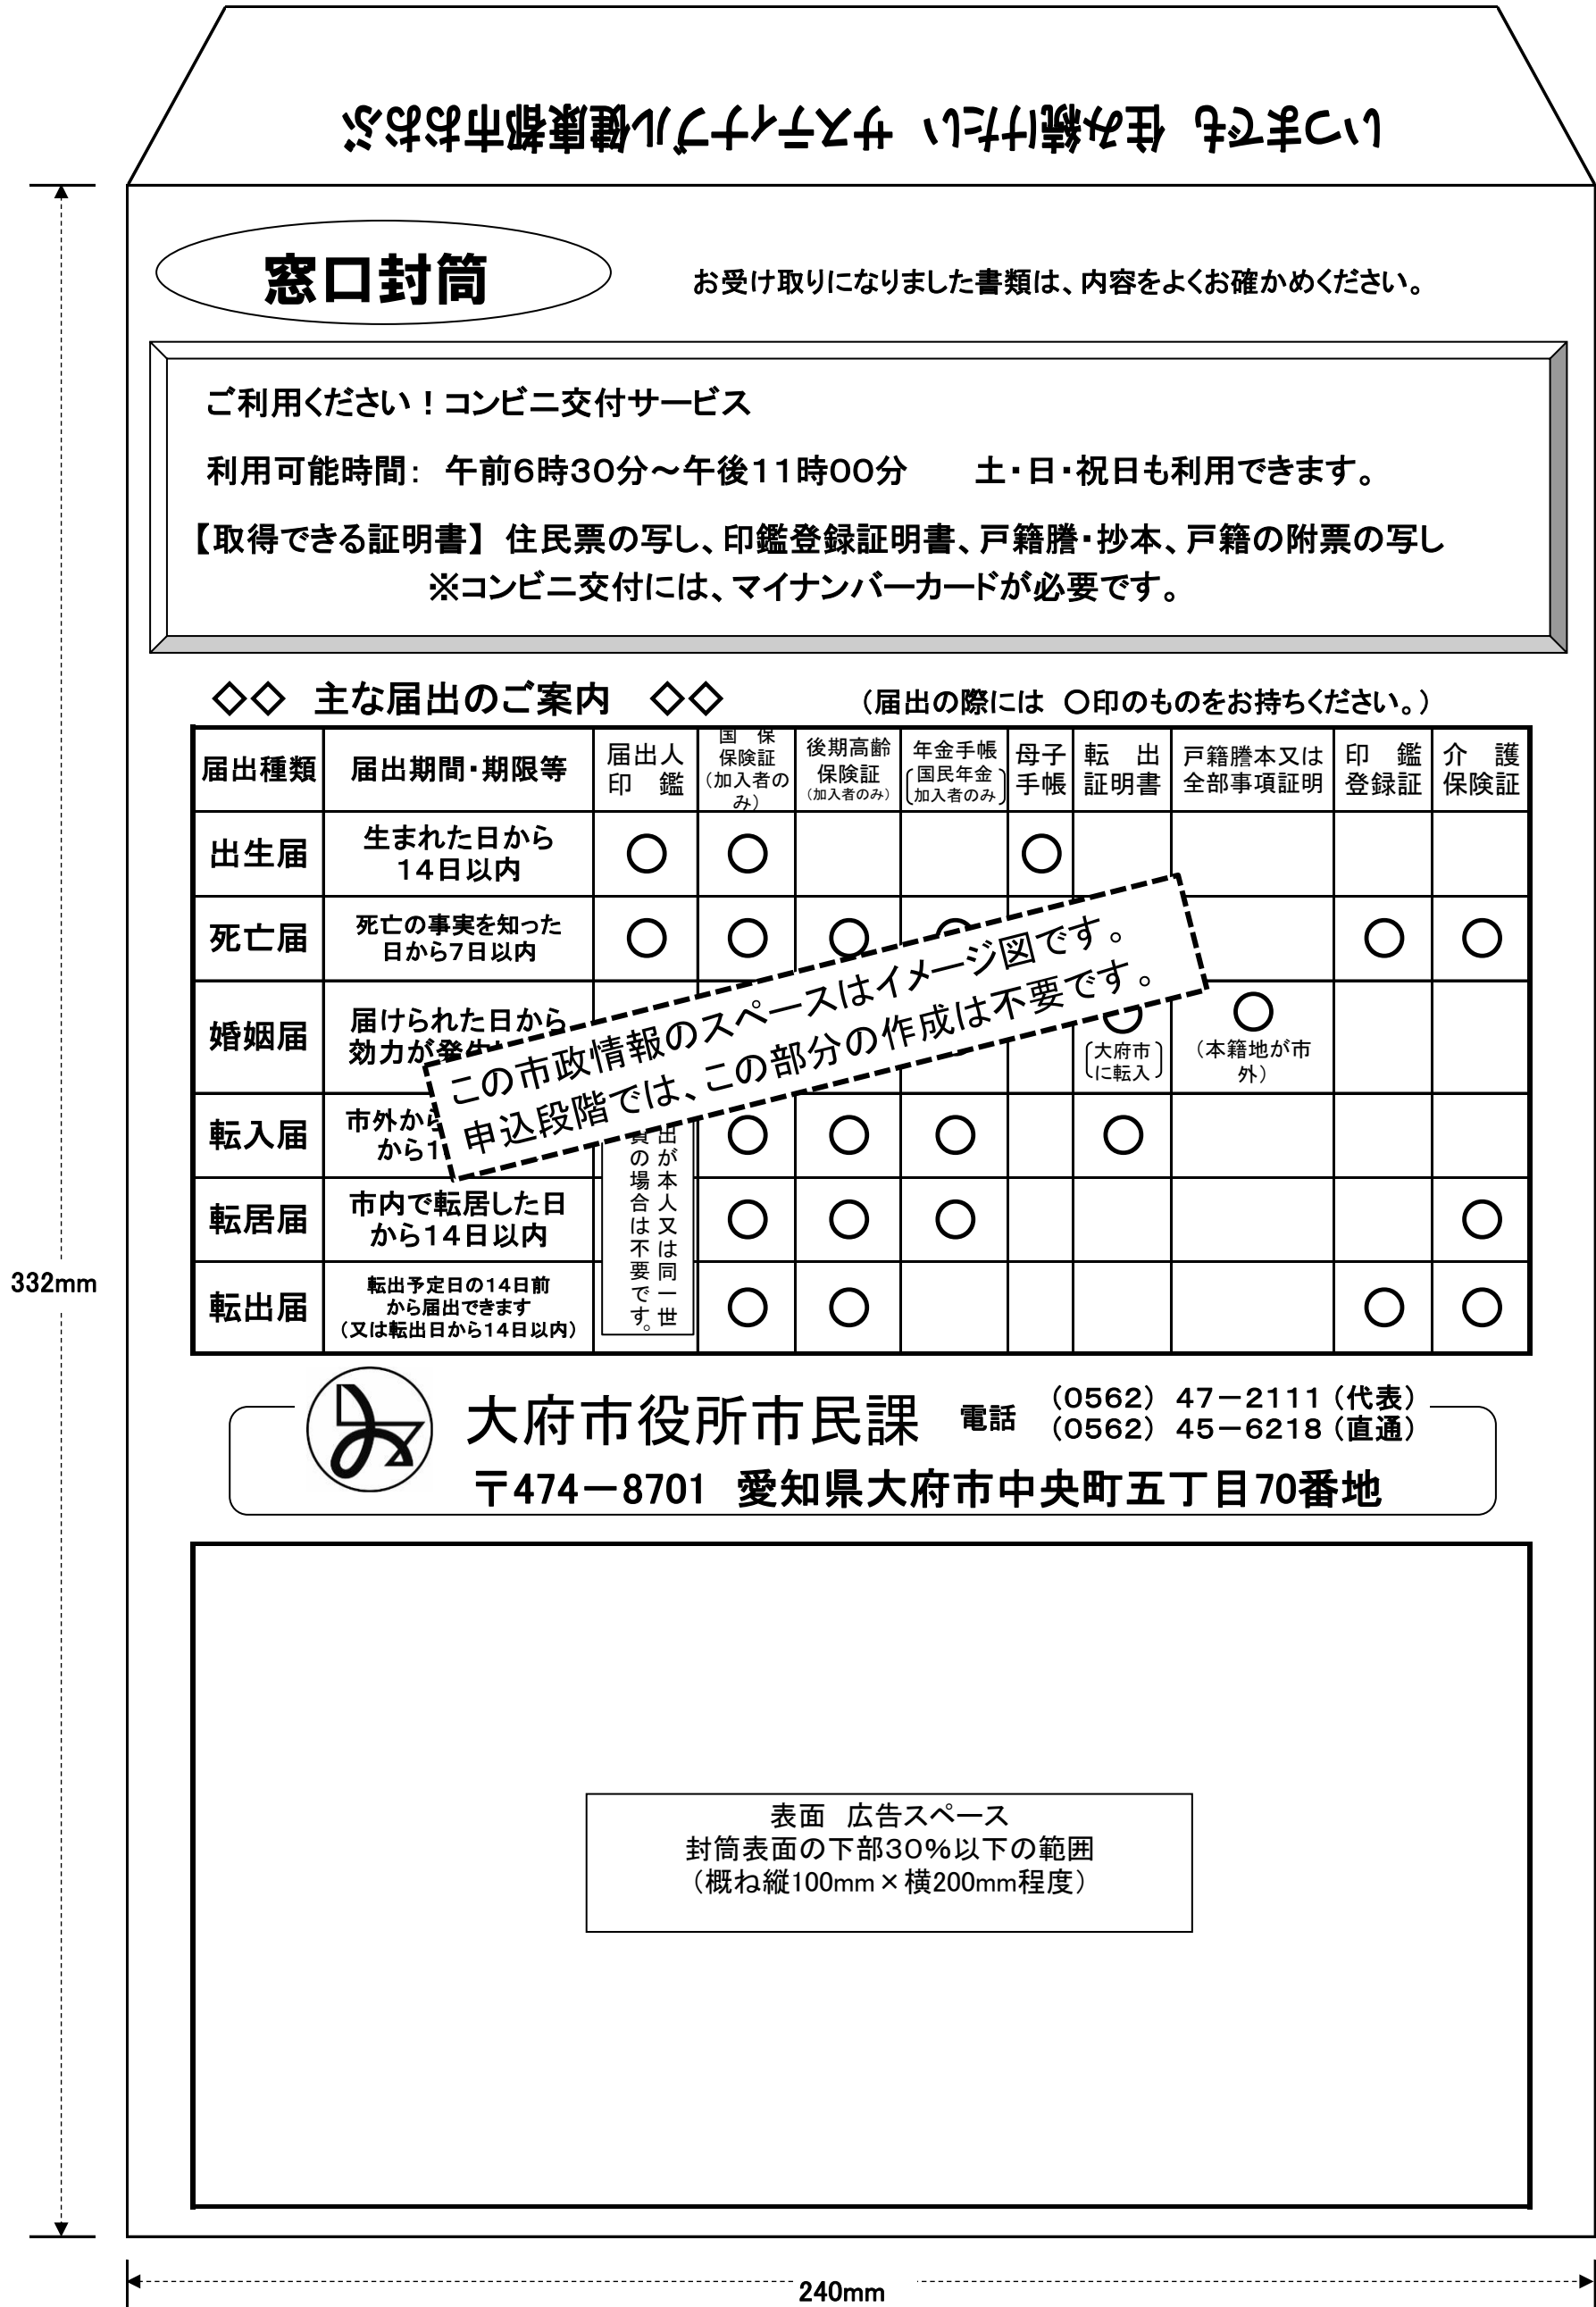 いつまでも 住み続けたい サスティナブル健康都市おおぶ
窓口封筒
お受け取りになりました書類は、内容をよくお確かめください。
ご利用ください！コンビニ交付サービス
利用可能時間： 午前6時30分～午後11時00分　土・日・祝日も利用できます。
【取得できる証明書】 住民票の写し、印鑑登録証明書、戸籍謄・抄本、戸籍の附票の写し
※コンビニ交付には、マイナンバーカードが必要です。
◇◇ 主な届出のご案内 ◇◇ （届出の際には ○印のものをお持ちください。）
届出種類
届出期間・期限等
届出人
印　鑑
国　保
保険証
（加入者の
み）
後期高齢
保険証
（加入者のみ）
年金手帳
国民年金
加入者のみ
母子
手帳
転　出
証明書
戸籍謄本又は
全部事項証明
印　鑑
登録証
介　護
保険証
出生届
生まれた日から
14日以内
○ ○ ○
死亡届
死亡の事実を知った
日から7日以内
○ ○ ○ ○ ○ ○
婚姻届
届けられた日から
効力が発生
○
大府市
に転入
○
（本籍地が市
外）
転入届
市外から
から1
○ ○ ○ ○
出が本人又は同一世
員の場合は不要です。
転居届
市内で転居した日
から14日以内
○ ○ ○ ○
転出届
転出予定日の14日前
から届出できます
（又は転出日から14日以内）
○ ○ ○ ○
この市政情報のスペースはイメージ図です。
申込段階では、この部分の作成は不要です。
大府市役所市民課 電話
（0562） 47－2111（代表）
（0562） 45－6218（直通）
〒474－8701 愛知県大府市中央町五丁目70番地
表面　広告スペース
封筒表面の下部30％以下の範囲
（概ね縦100mm×横200mm程度）
332mm
240mm